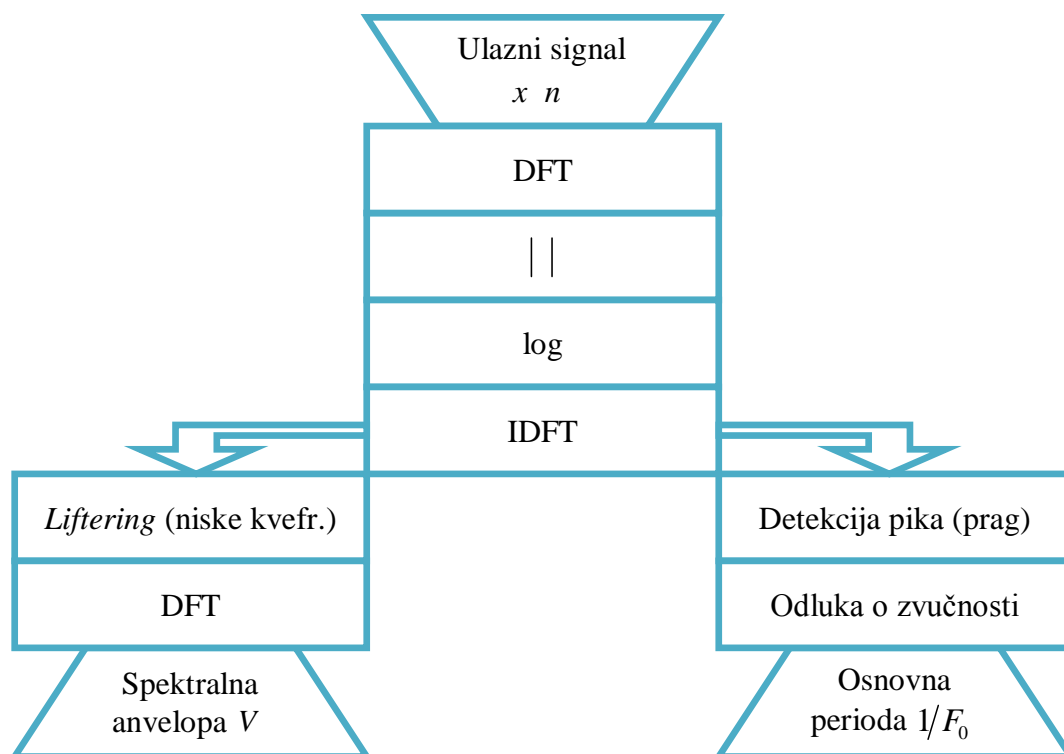 Ulazni signal
x n
DFT
| |
log
IDFT
Liftering (niske kvefr.)
DFT
Spektralna
anvelopa V
Detekcija pika (prag)
Odluka o zvučnosti
Osnovna
perioda 1/F₀